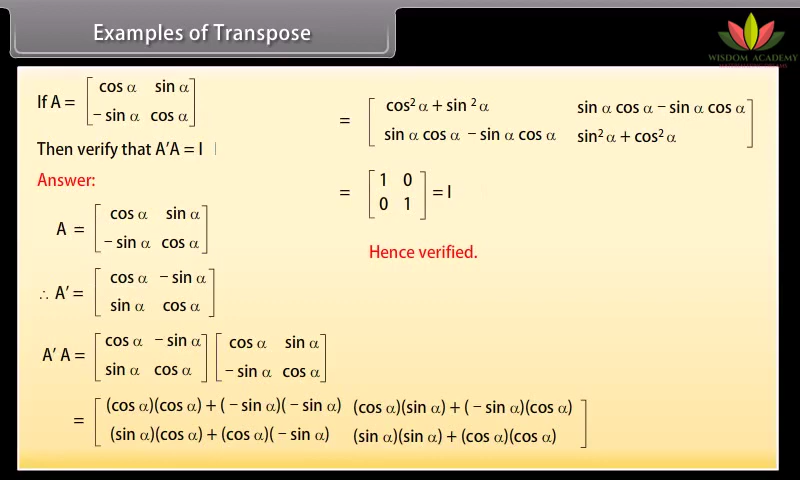 Examples of Transpose
WISDOM ACADEMY
If A = [ cos α sin α
− sin α cos α ]
Then verify that A′A = I
Answer:
A = [ cos α sin α
− sin α cos α ]
∴ A′ = [ cos α − sin α
sin α cos α ]
A′ A = [ cos α − sin α [ cos α sin α
sin α cos α ] − sin α cos α ]
= [ (cos α)(cos α) + ( − sin α)( − sin α) (cos α)(sin α) + ( − sin α)(cos α)
(sin α)(cos α) + (cos α)( − sin α) (sin α)(sin α) + (cos α)(cos α) ]
= [ cos² α + sin ² α sin α cos α − sin α cos α
sin α cos α − sin α cos α sin² α + cos² α ]
= [ 1 0
0 1 ] = I
Hence verified.